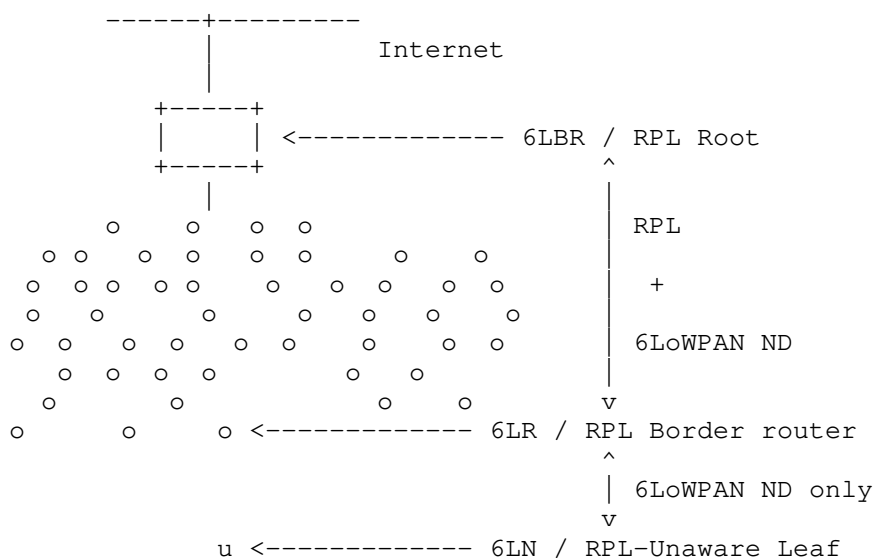 Internet
6LBR / RPL Root
RPL
+
6LoWPAN ND
6LR / RPL Border router
6LoWPAN ND only
u 6LN / RPL-Unaware Leaf